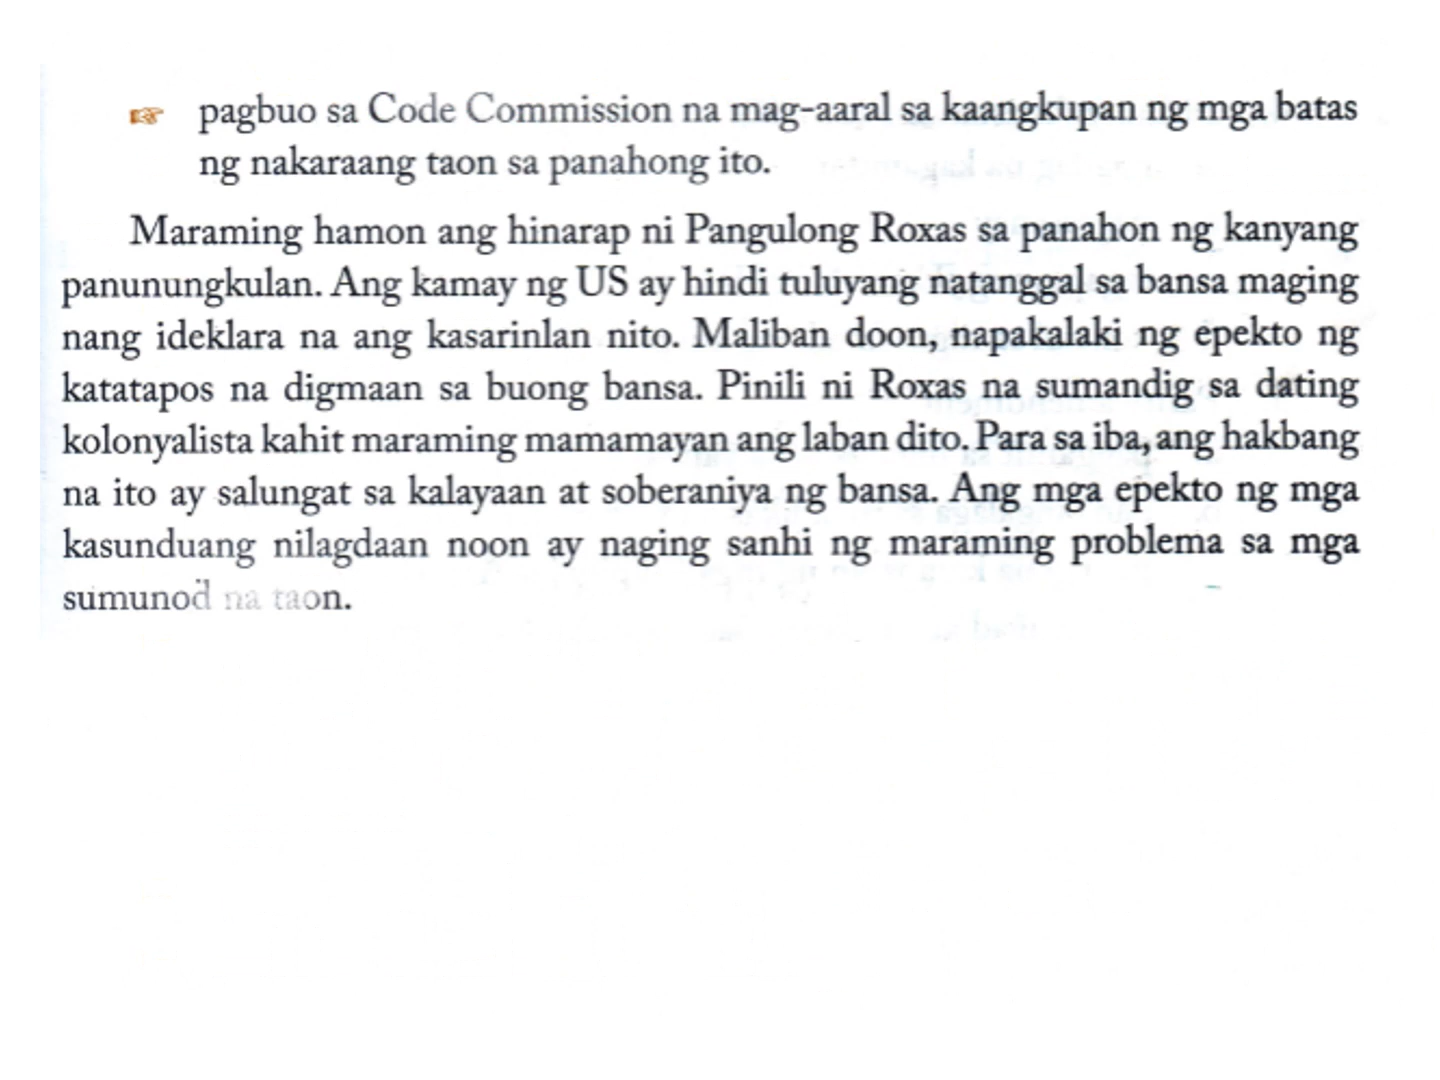 pagbuo sa Code Commission na mag-aaral sa kaangkupan ng mga batas
ng nakaraang taon sa panahong ito.
Maraming hamon ang hinarap ni Pangulong Roxas sa panahon ng kanyang
panunungkulan. Ang kamay ng US ay hindi tuluyang natanggal sa bansa maging
nang ideklara na ang kasarinlan nito. Maliban doon, napakalaki ng epekto ng
katatapos na digmaan sa buong bansa. Pinili ni Roxas na sumandig sa dating
kolonyalista kahit maraming mamamayan ang laban dito. Para sa iba, ang hakbang
na ito ay salungat sa kalayaan at soberaniya ng bansa. Ang mga epekto ng mga
kasunduang nilagdaan noon ay naging sanhi ng maraming problema sa mga
sumunod na taon.